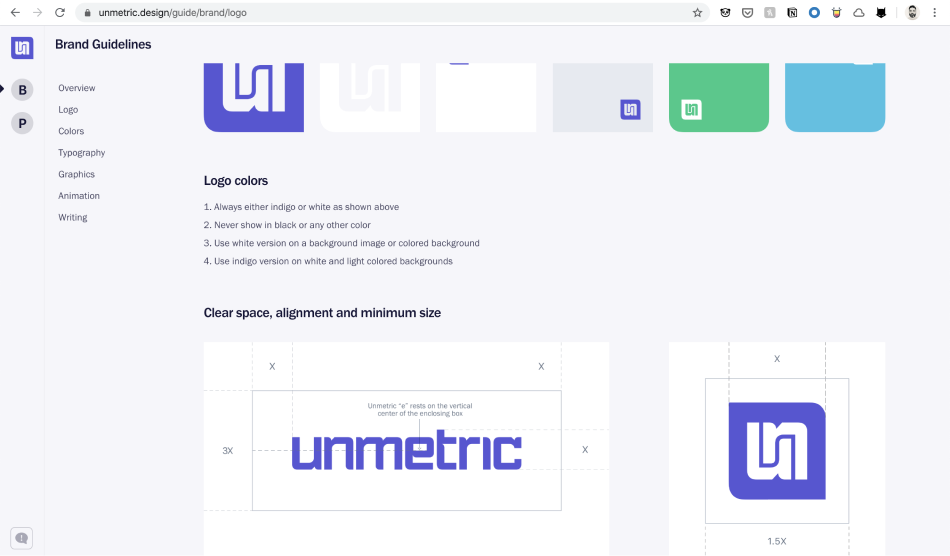 unmetric.design/guide/brand/logo
Brand Guidelines
B
P
Overview
Logo
Colors
Typography
Graphics
Animation
Writing
Logo colors
1. Always either indigo or white as shown above
2. Never show in black or any other color
3. Use white version on a background image or colored background
4. Use indigo version on white and light colored backgrounds
Clear space, alignment and minimum size
X
X
Unmetric "e" rests on the vertical
center of the enclosing box
3X
unmetric
X
X
un
1.5X